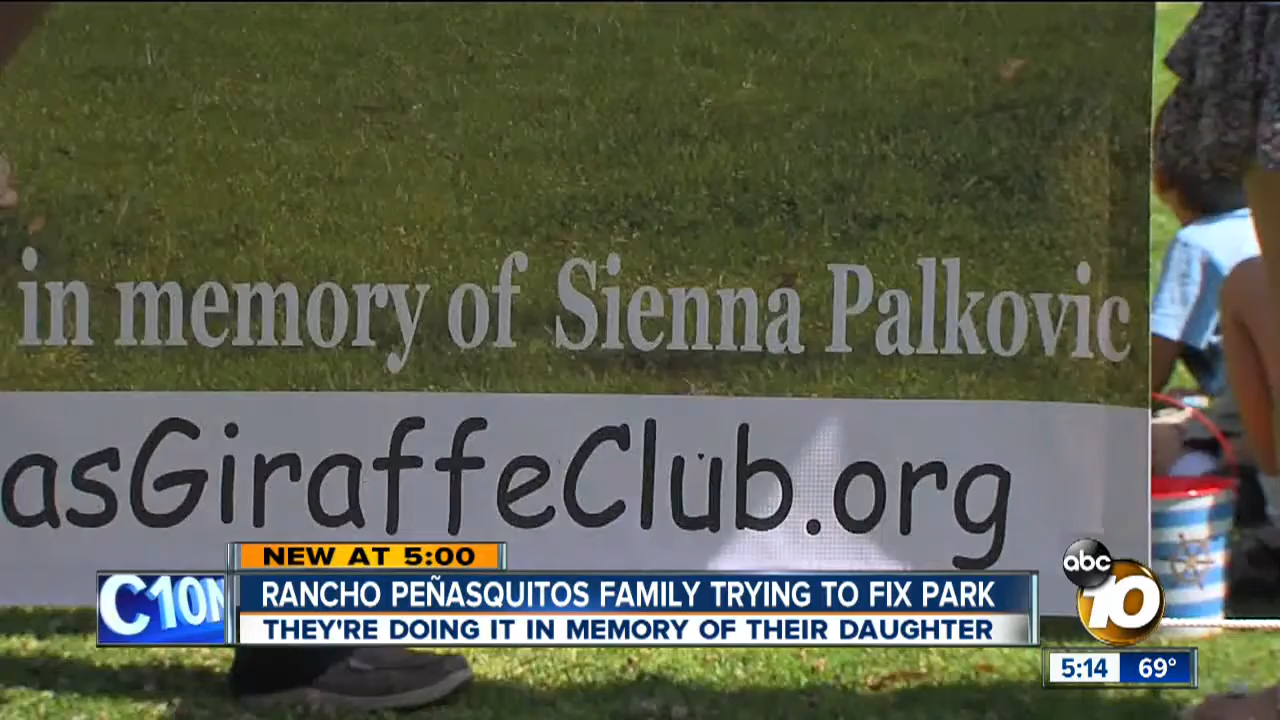 in memory of Sienna Palkovic
asGiraffeClub.org
NEW AT 5:00
C10N
RANCHO PEÑASQUITOS FAMILY TRYING TO FIX PARK
THEY'RE DOING IT IN MEMORY OF THEIR DAUGHTER
abc
10
5:14 69°